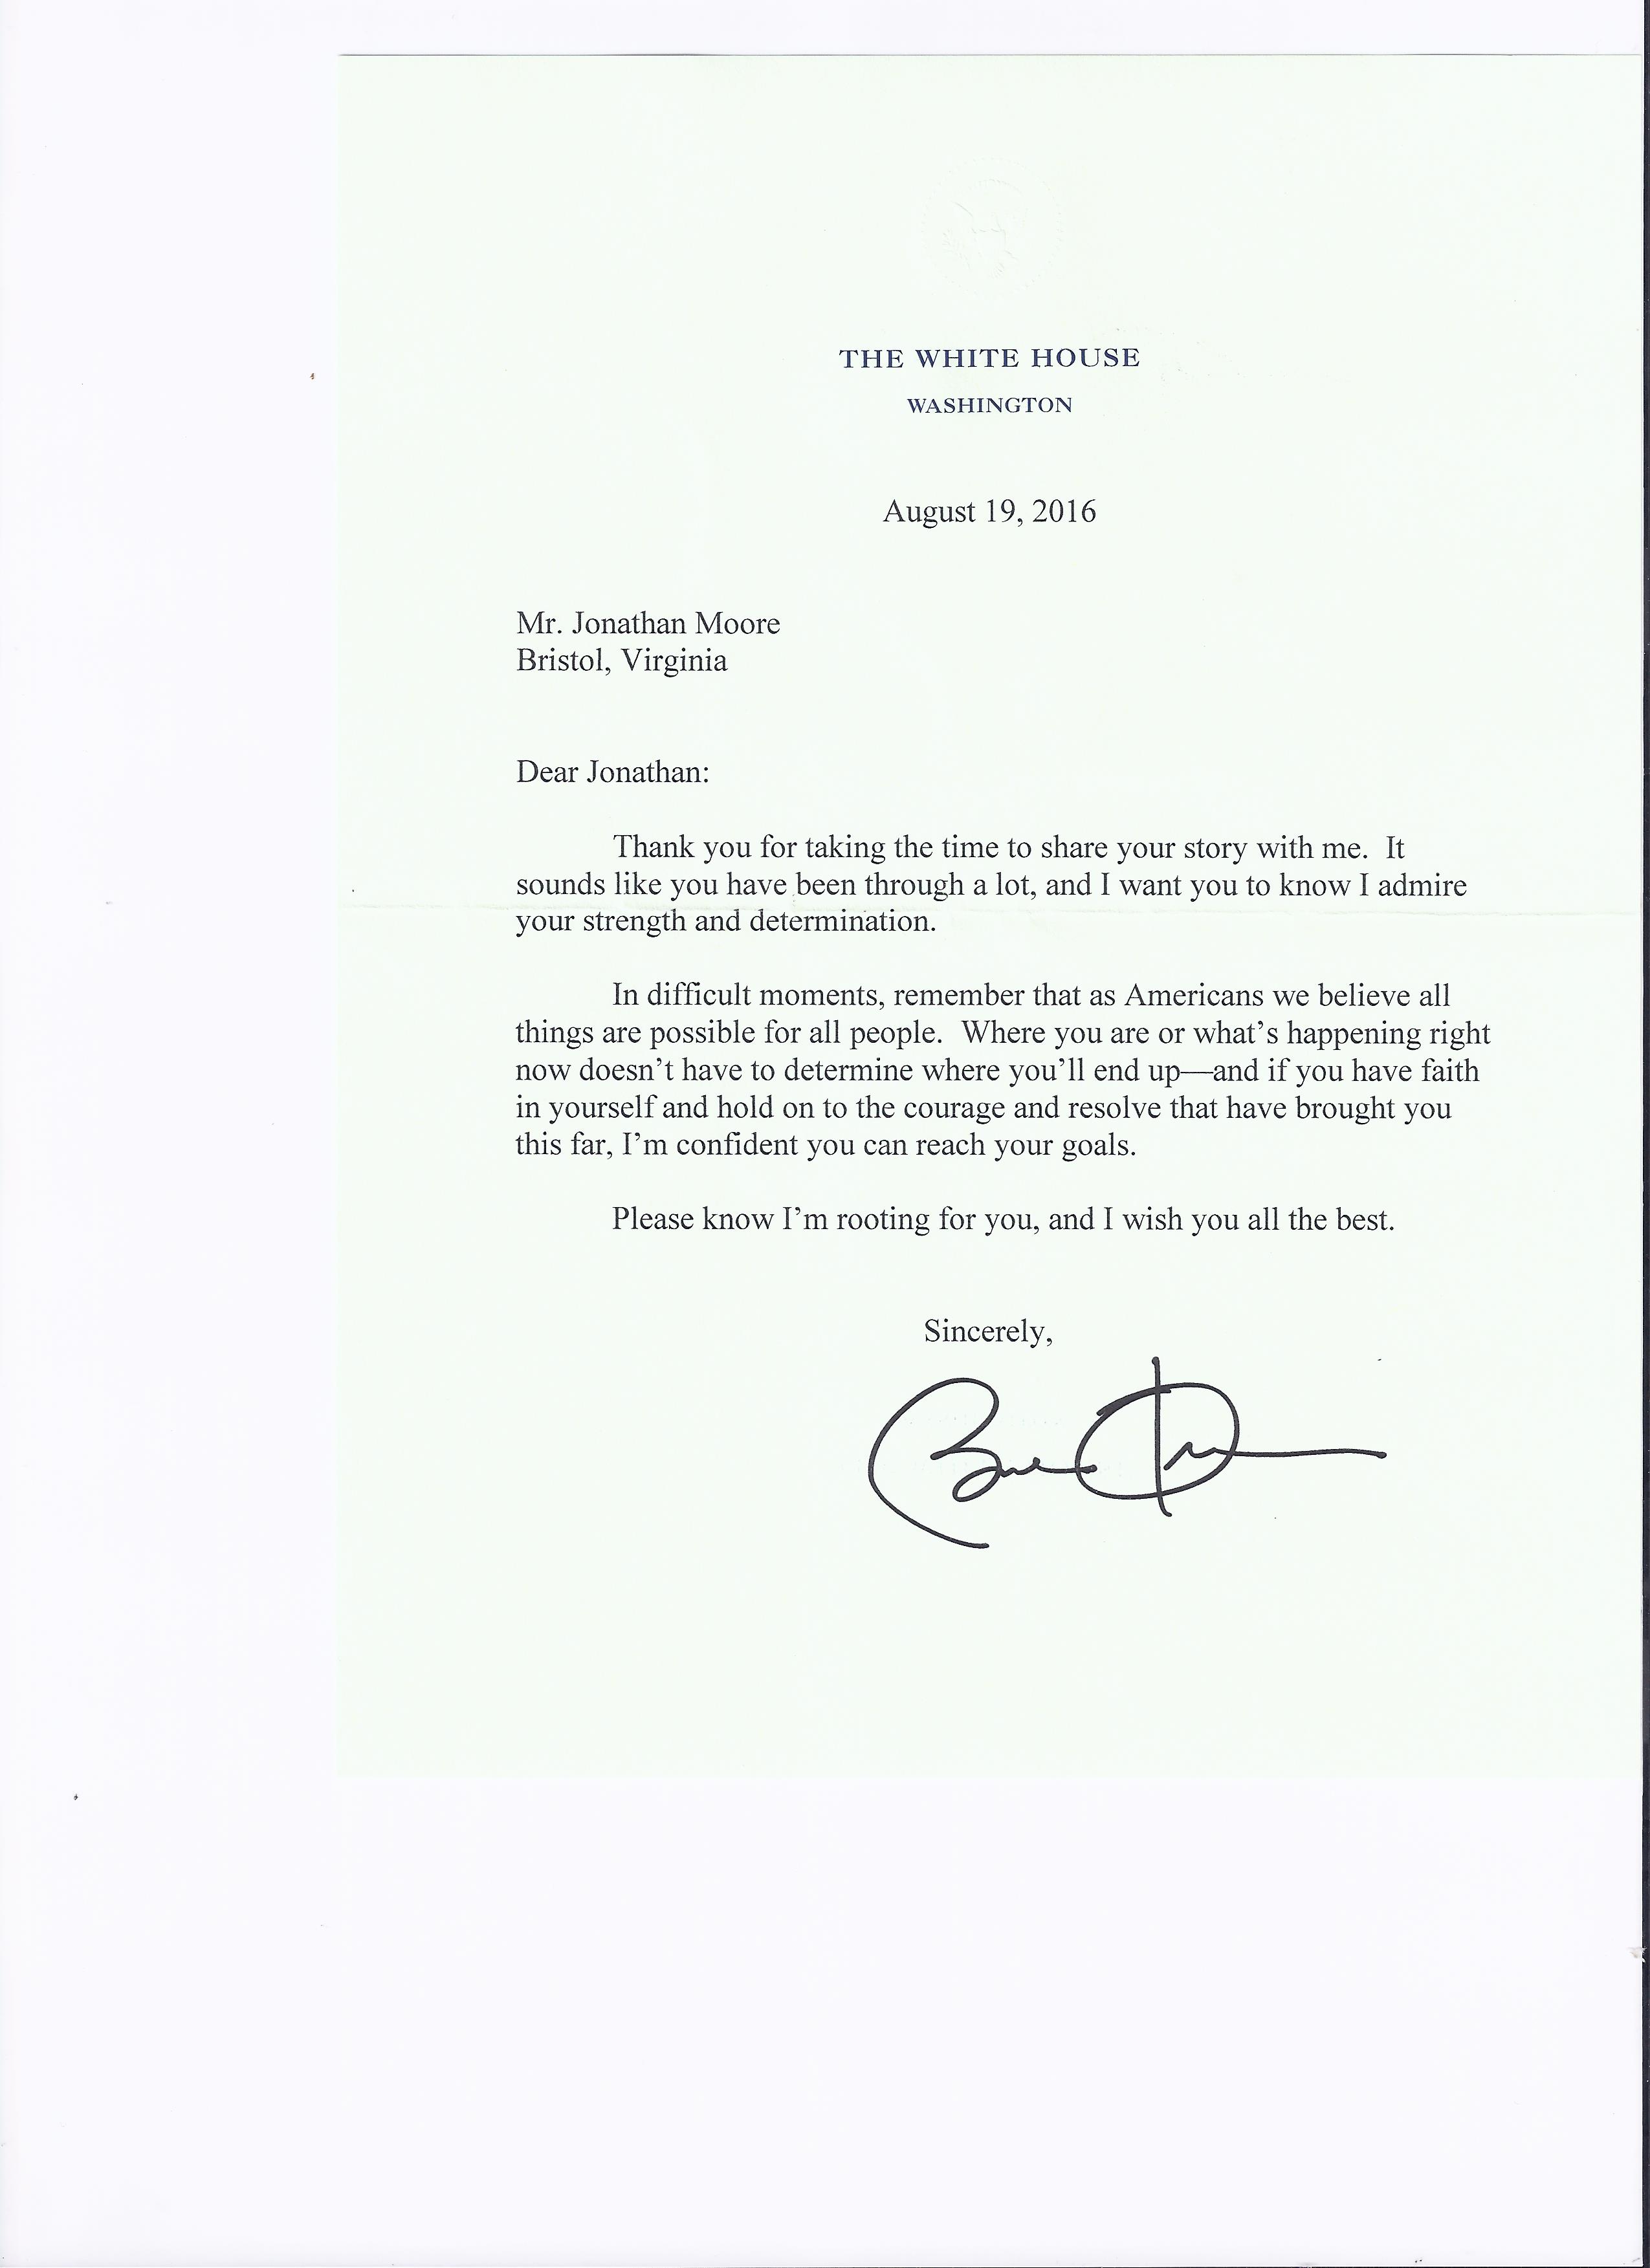 THE WHITE HOUSE
WASHINGTON
August 19, 2016
Mr. Jonathan Moore
Bristol, Virginia
Dear Jonathan:
Thank you for taking the time to share your story with me.  It
sounds like you have been through a lot, and I want you to know I admire
your strength and determination.
In difficult moments, remember that as Americans we believe all
things are possible for all people.  Where you are or what’s happening right
now doesn’t have to determine where you’ll end up—and if you have faith
in yourself and hold on to the courage and resolve that have brought you
this far, I’m confident you can reach your goals.
Please know I’m rooting for you, and I wish you all the best.
Sincerely,